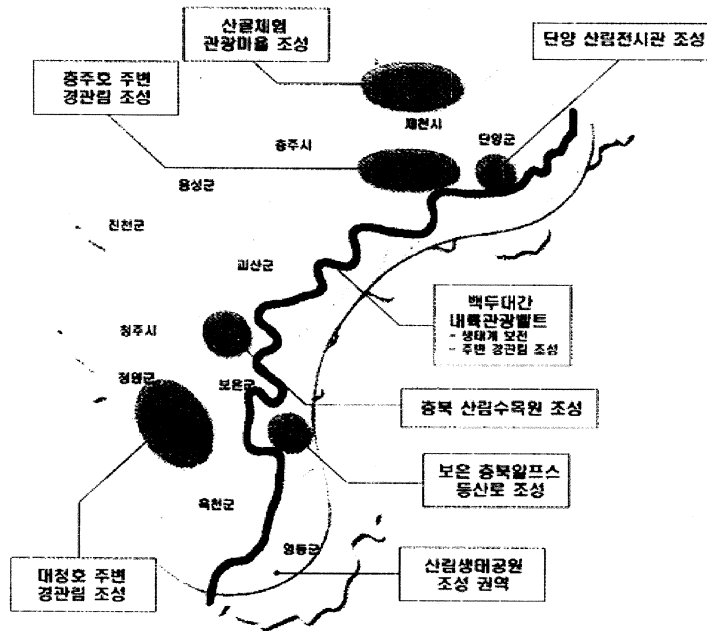 산골체험
관광마을 조성
단양 산림전시관 조성
충주호 주변
경관림 조성
제천시
단양군
충주시
음성군
진천군
괴산군
백두대간
내륙관광벨트
- 생태계 보전
- 주변 경관림 조성
청주시
청원군
보은군
충북 산림수목원 조성
보은 충북알프스
등산로 조성
옥천군
영동군
대청호 주변
경관림 조성
산림생태공원
조성 권역